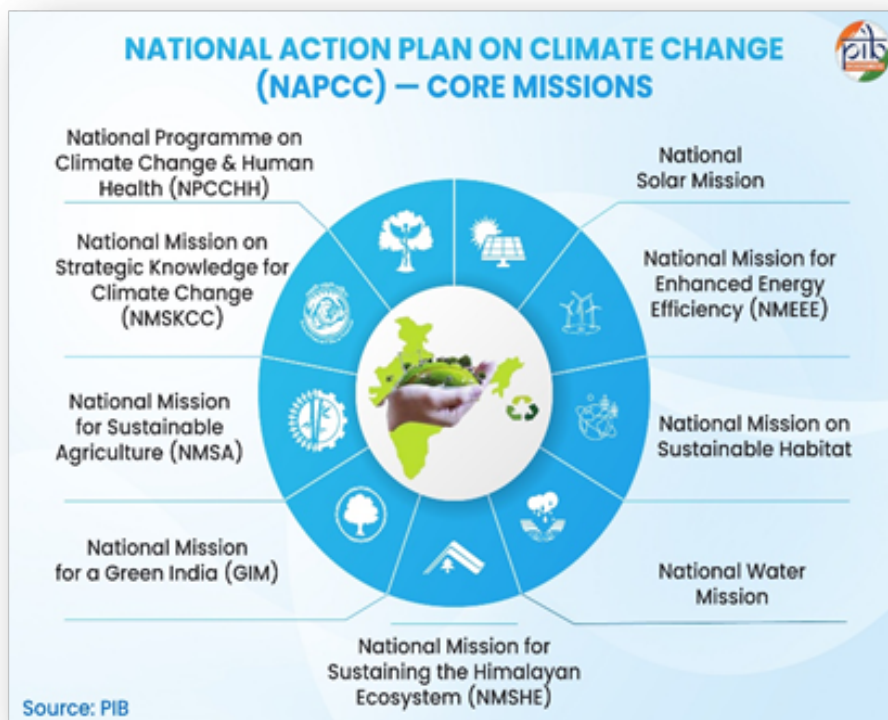 NATIONAL ACTION PLAN ON CLIMATE CHANGE
(NAPCC) — CORE MISSIONS
pib
National Programme on
Climate Change & Human
Health (NPCCHH)
National
Solar Mission
National Mission on
Strategic Knowledge for
Climate Change
(NMSKCC)
National Mission for
Enhanced Energy
Efficiency (NMEEE)
National Mission
for Sustainable
Agriculture (NMSA)
National Mission on
Sustainable Habitat
National Mission
for a Green India (GIM)
National Water
Mission
National Mission for
Sustaining the Himalayan
Ecosystem (NMSHE)
Source: PIB